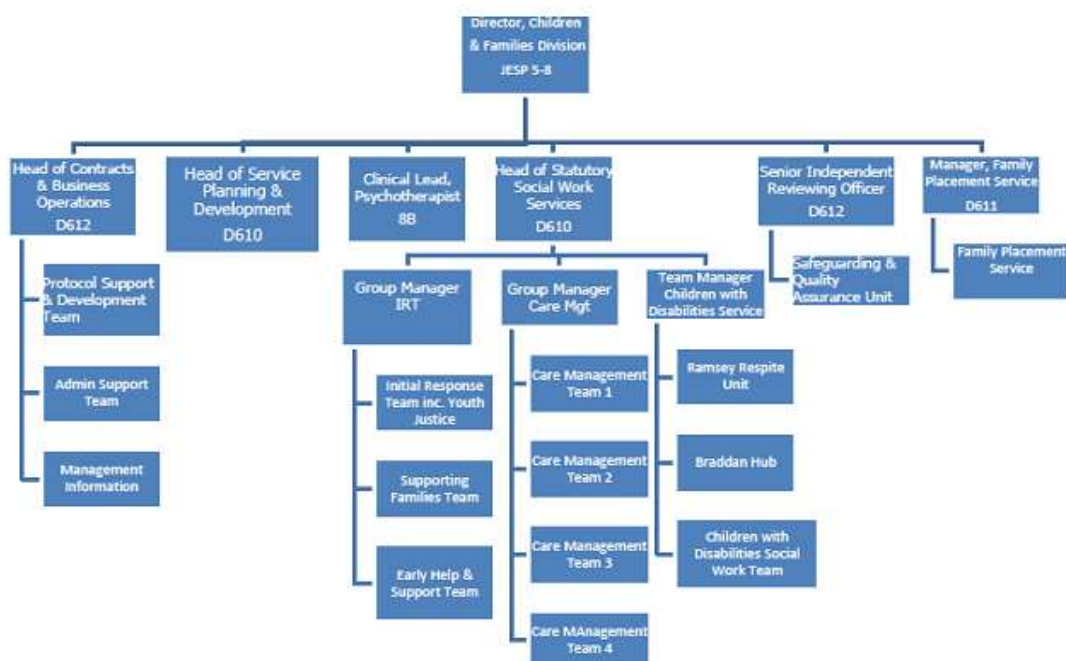 Director, Children
& Families Division
JESP 5-8
Head of Contracts
& Business
Operations
D612
Head of Service
Planning &
Development
D610
Clinical Lead,
Psychotherapist
8B
Head of Statutory
Social Work
Services
D610
Senior Independent
Reviewing Officer
D612
Manager, Family
Placement Service
D611
Protocol Support
& Development
Team
Admin Support
Team
Management
Information
Group Manager
IRT
Initial Response
Team inc. Youth
Justice
Supporting
Families Team
Early Help &
Support Team
Group Manager
Care Mgt
Care Management
Team 1
Care Management
Team 2
Care Management
Team 3
Care MAnagement
Team 4
Team Manager
Children with
Disabilities Service
Ramsey Respite
Unit
Braddan Hub
Children with
Disabilities Social
Work Team
Safeguarding &
Quality
Assurance Unit
Family Placement
Service